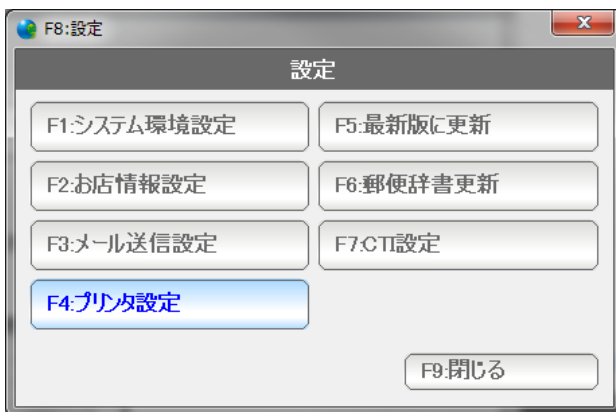 F8:設定
設定
F1:システム環境設定
F5:最新版に更新
F2:お店情報設定
F6:郵便辞書更新
F3:メール送信設定
F7:CTI設定
F4:プリンタ設定
F9:閉じる